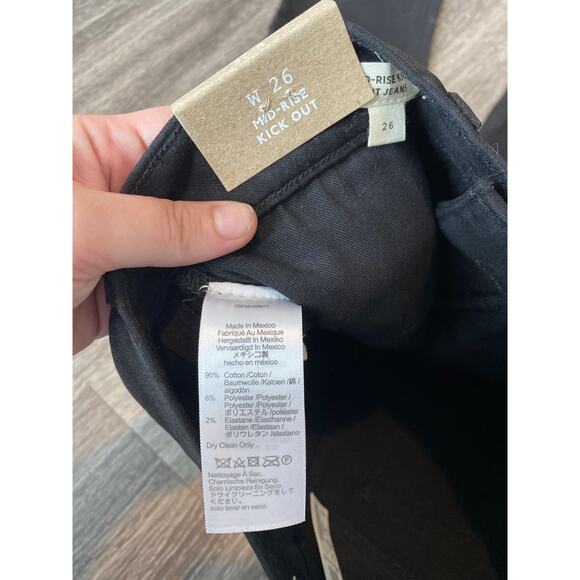 W 26
MID-RISE
KICK OUT
26
Made In Mexico
Fabriqué Au Mexique
Hergestellt In Mexiko
Vervaardigd In Mexico
メキシコ製
hecho en méxico
90% Cotton /Coton /
Baumwolle /Katoen /綿 /
algodón
8% Polyester /Polyester /
Polyester /Polyester /
ポリエステル /poliéster
2% Elastane /Elasthanne /
Elastan /Elastaan /
ポリウレタン /elastano
Dry Clean Only
P
Nettoyage À Sec.
Chemische Reinigung.
Solo Limpieza En Seco
ドライクリーニングをしてください
solo lavar en seco.